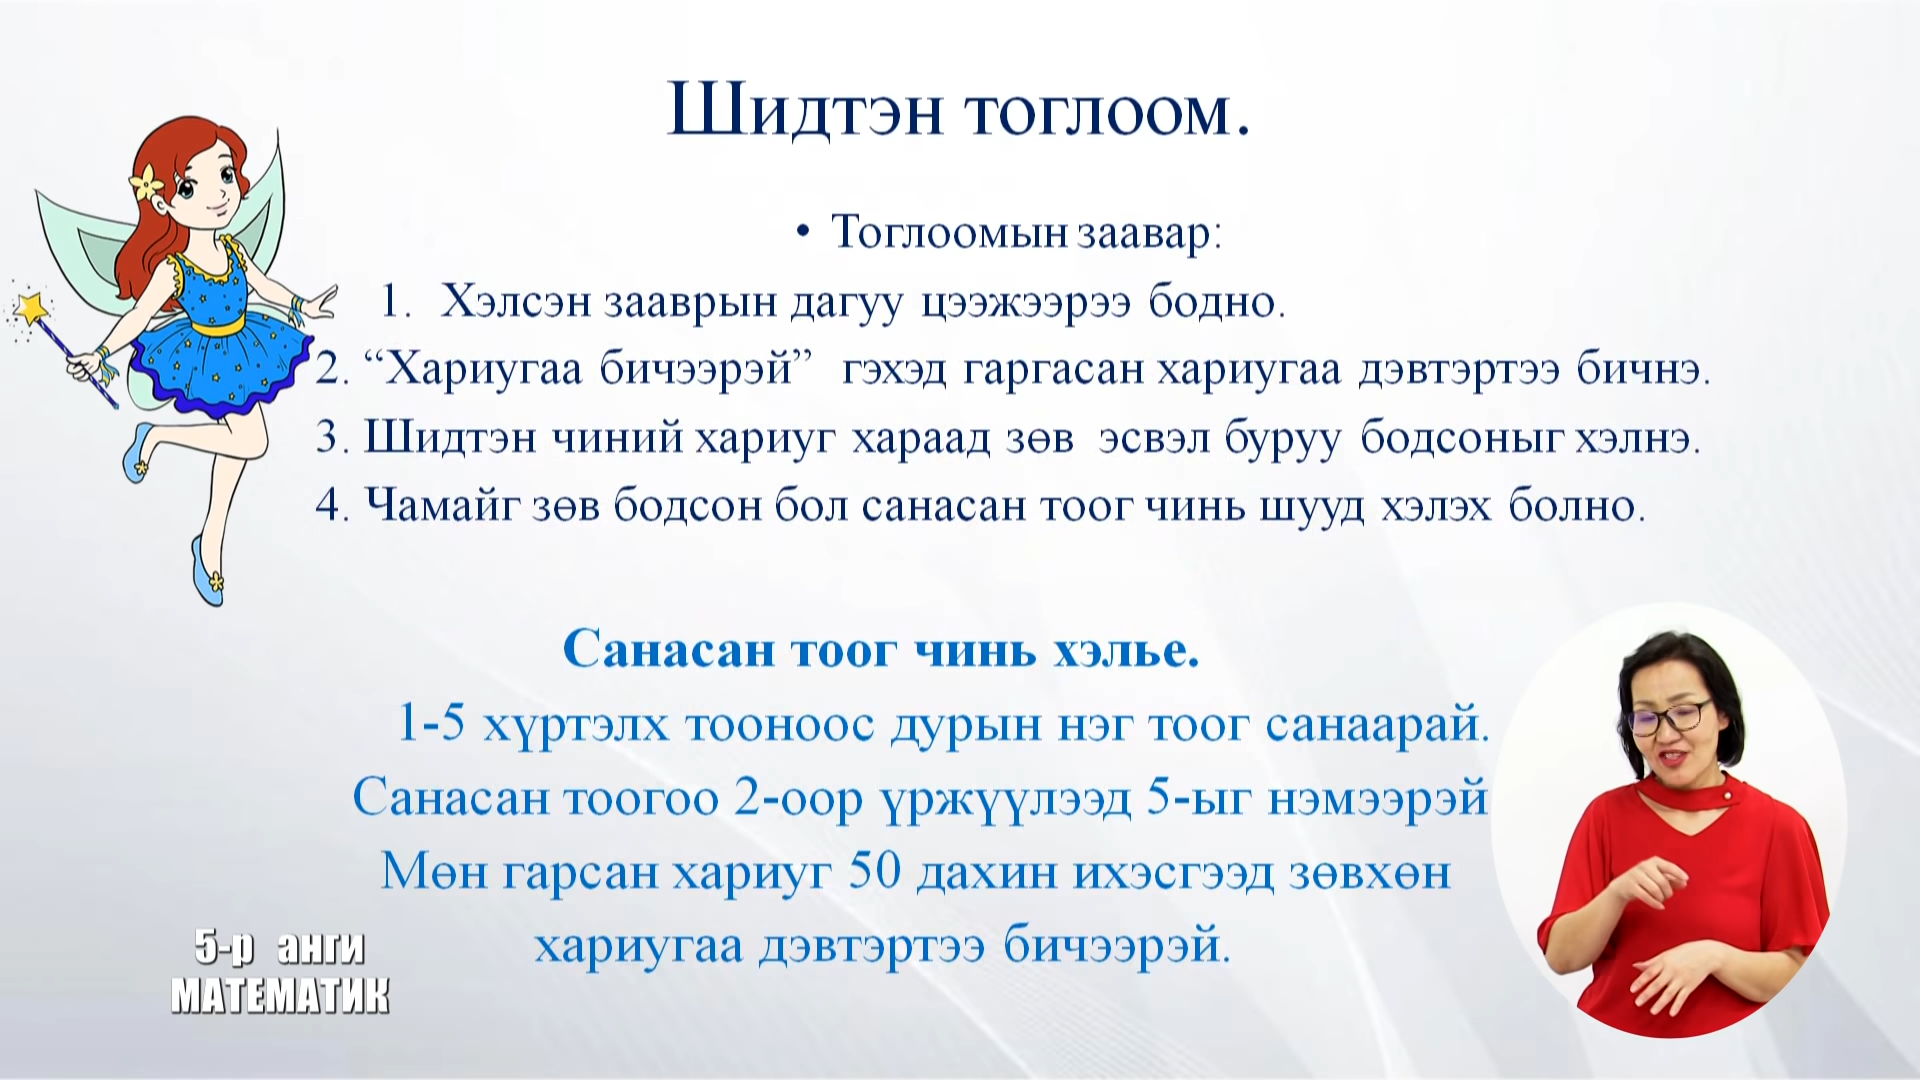 Шидтэн тоглоом.
• Тоглоомын заавар:
1. Хэлсэн зааврын дагуу цээжээрээ бодно.
2. “Хариугаа бичээрэй” гэхэд гаргасан хариугаа дэвтэртээ бичнэ.
3. Шидтэн чиний хариуг хараад зөв эсвэл буруу бодсоныг хэлнэ.
4. Чамайг зөв бодсон бол санасан тоог чинь шууд хэлэх болно.
Санасан тоог чинь хэлье.
1-5 хүртэлх тооноос дурын нэг тоог санаарай.
Санасан тоогоо 2-оор үржүүлээд 5-ыг нэмээрэй
Мөн гарсан хариуг 50 дахин ихэсгээд зөвхөн
хариугаа дэвтэртээ бичээрэй.
5-р анги
МАТЕМАТИК